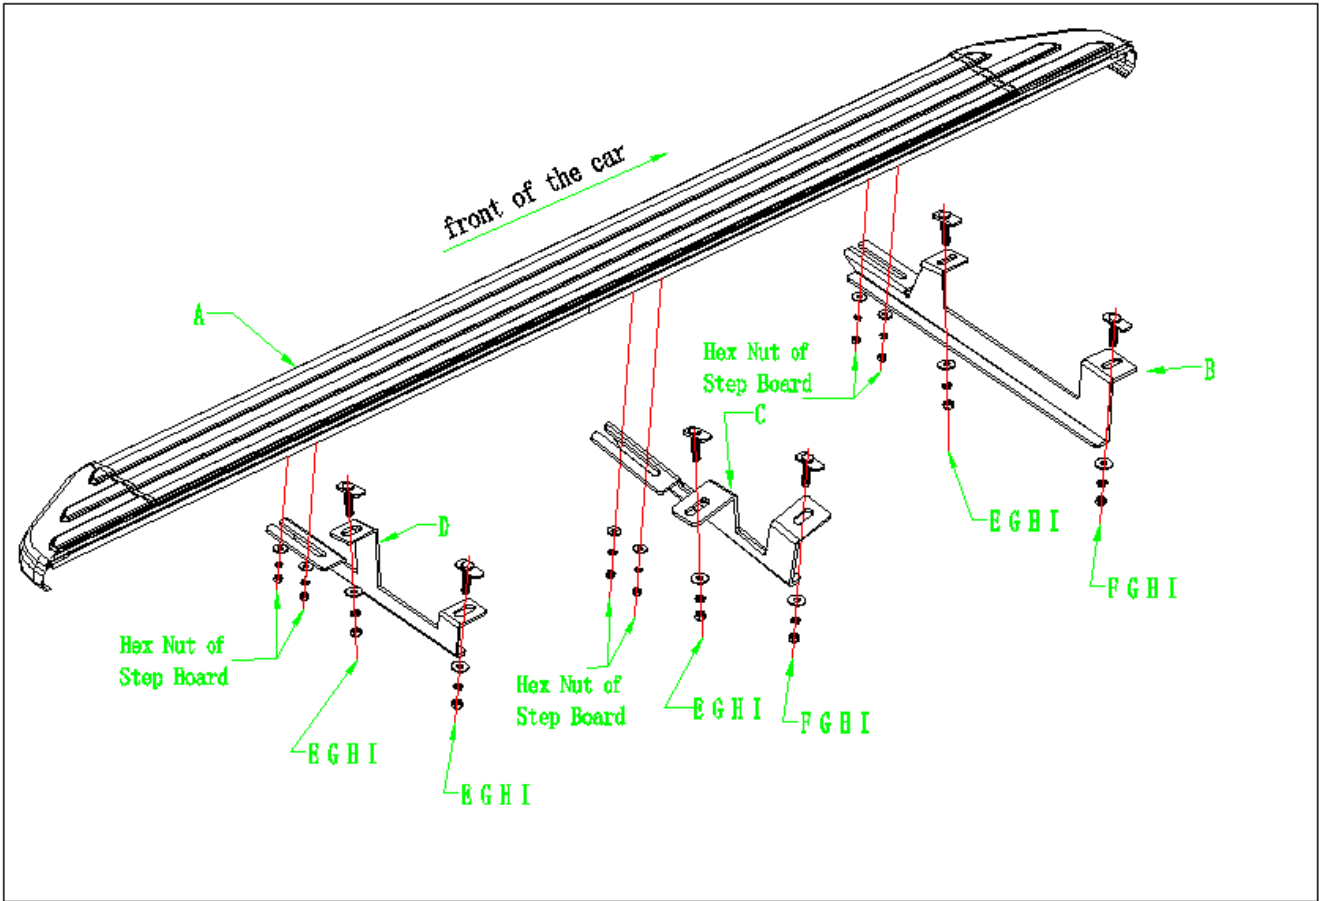 front of the car
A
Hex Nut of
Step Board
B
C
E G H I
D
F G H I
Hex Nut of
Step Board
Hex Nut of
Step Board
E G H I
F G H I
E G H I
E G H I